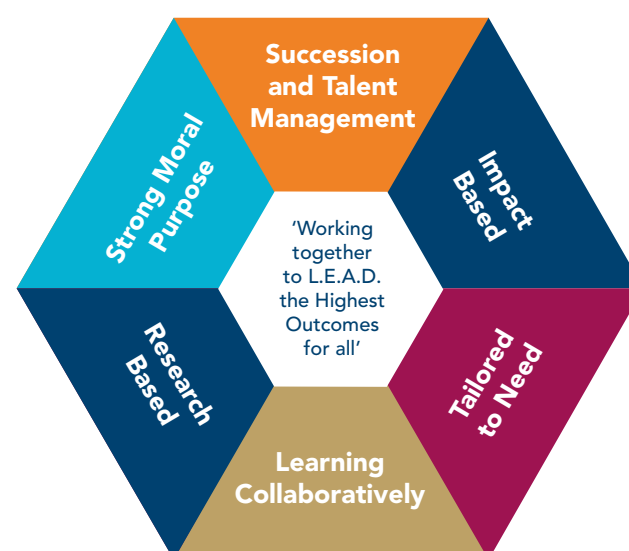 Succession
and Talent
Management
Impact
Based
Tailored
to Need
Learning
Collaboratively
Research
Based
Strong Moral
Purpose
‘Working
together
to L.E.A.D.
the Highest
Outcomes
for all’